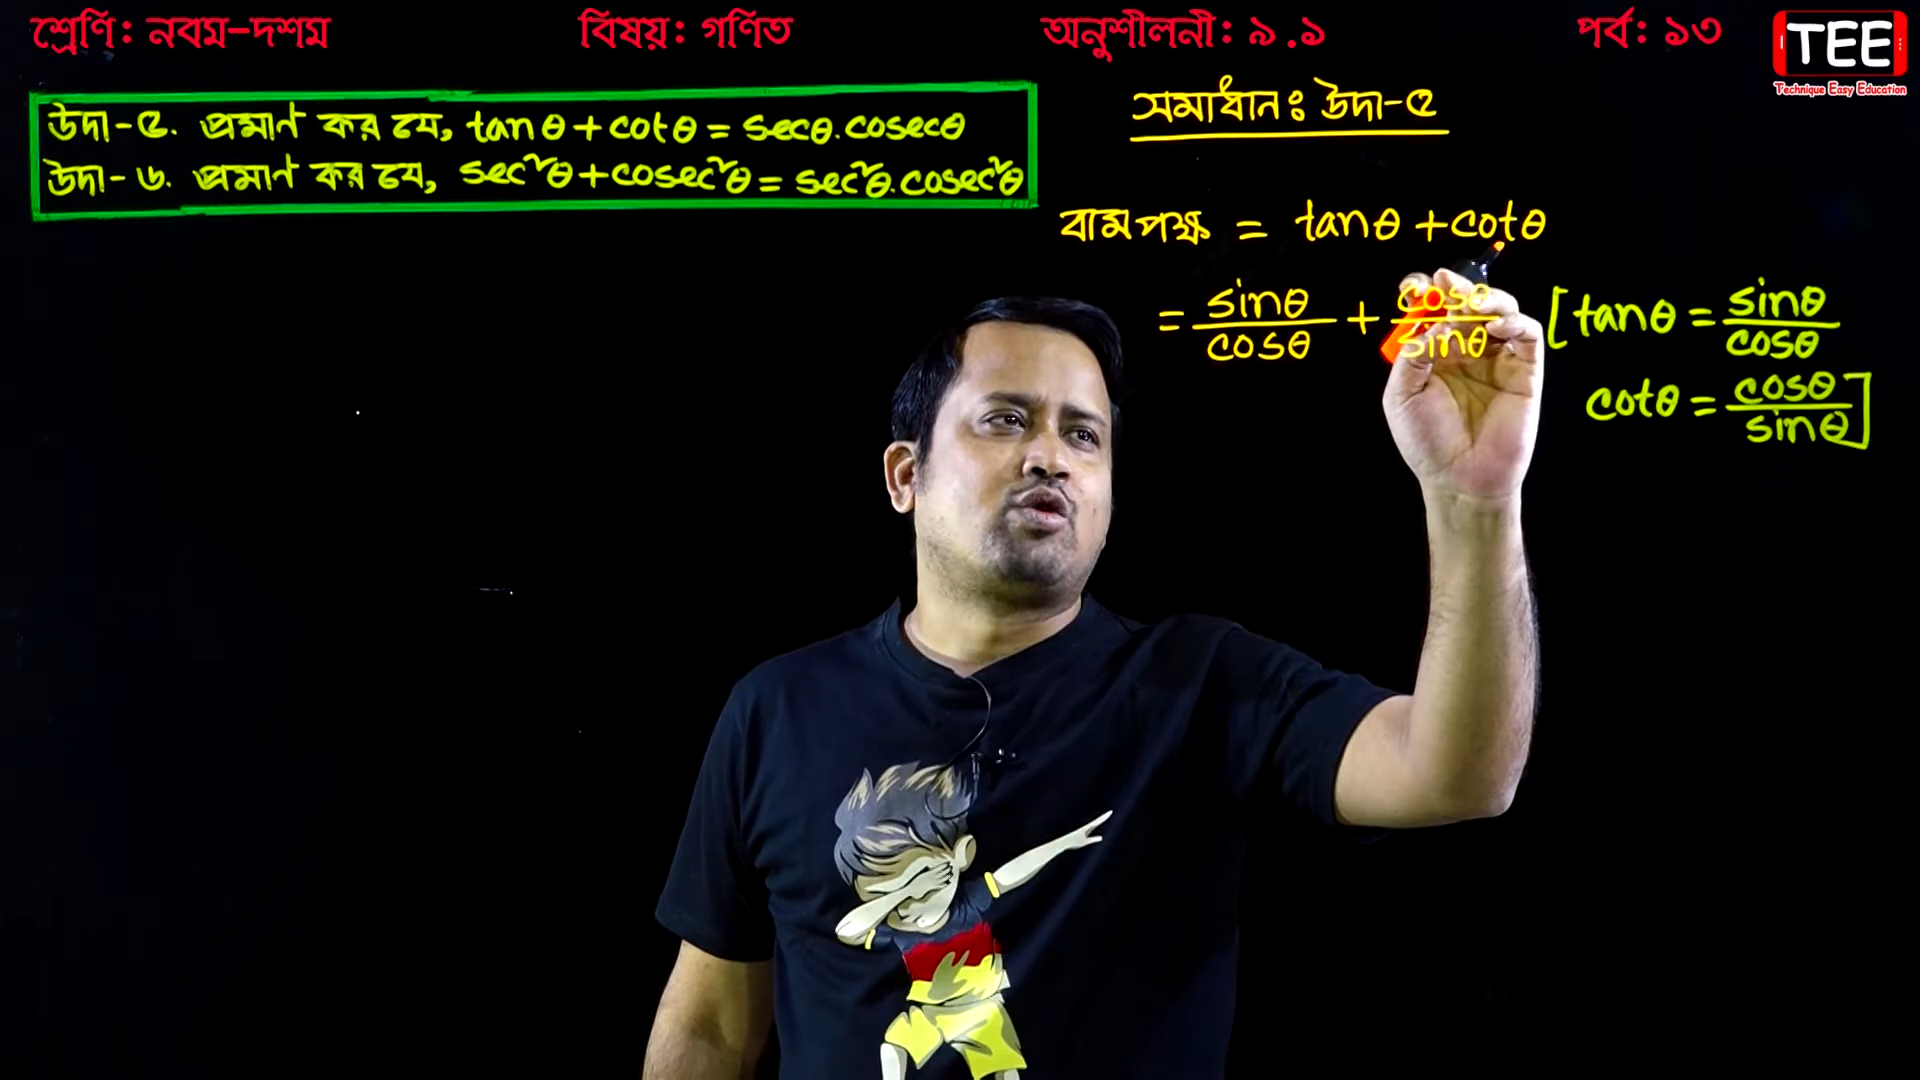 শ্রেণি: নবম-দশম বিষয়: গণিত অনুশীলনী: ৯.১ পর্ব: ১৩
TEE
Technique Easy Education
উদা-৫. প্রমাণ কর যে, tanθ + cotθ = secθ.cosecθ
উদা-৬. প্রমাণ কর যে, sec²θ + cosec²θ = sec²θ.cosec²θ
সমাধানঃ উদা-৫
বামপক্ষ = tanθ + cotθ
= sinθ/cosθ + cosθ/sinθ [tanθ = sinθ/cosθ
cotθ = cosθ/sinθ]